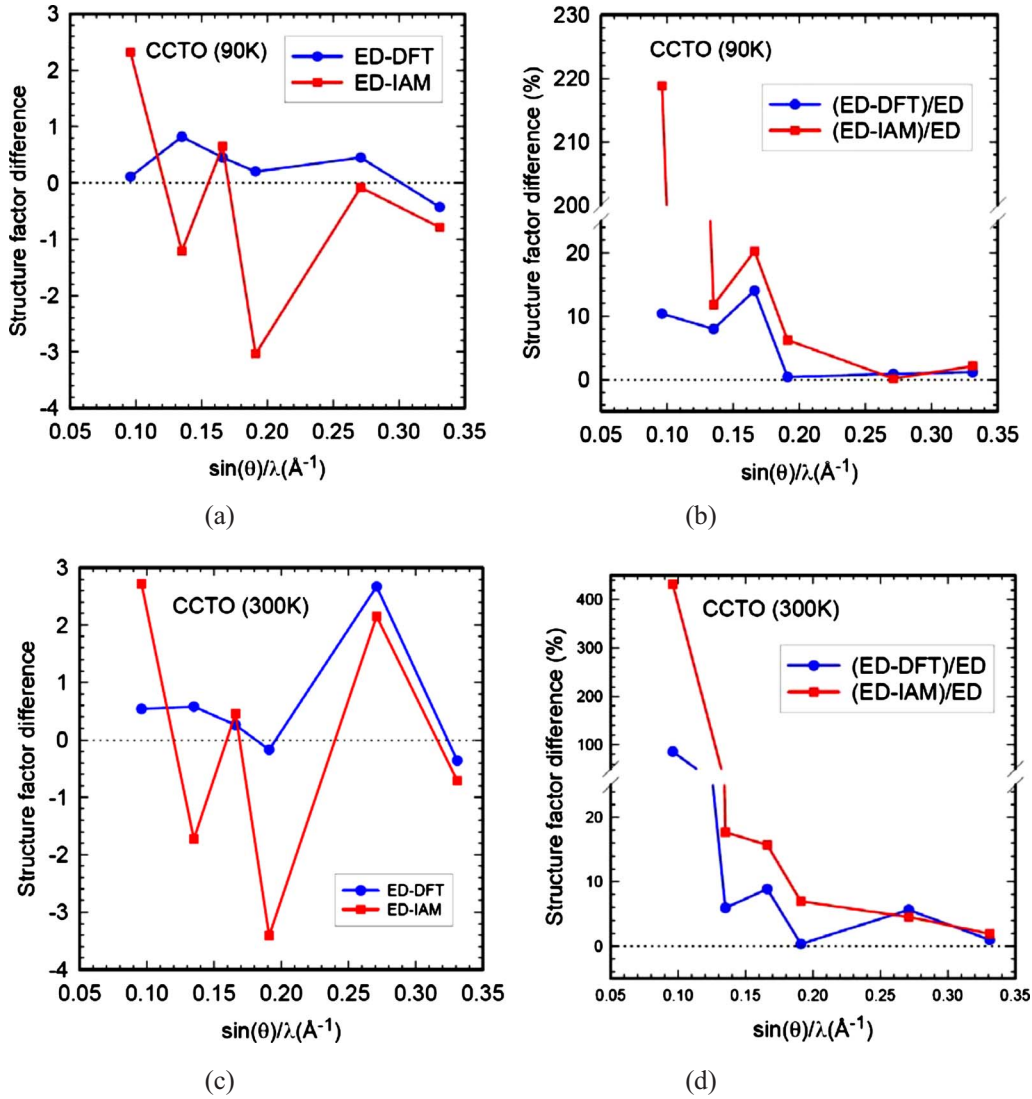 3
2
1
0
-1
-2
-3
-4
Structure factor difference
CCTO (90K)
ED-DFT
ED-IAM
0.05 0.10 0.15 0.20 0.25 0.30 0.35
sin(θ)/λ(Å⁻¹)
(a)
230
220
210
200
20
10
0
Structure factor difference (%)
CCTO (90K)
(ED-DFT)/ED
(ED-IAM)/ED
0.05 0.10 0.15 0.20 0.25 0.30 0.35
sin(θ)/λ(Å⁻¹)
(b)
3
2
1
0
-1
-2
-3
-4
Structure factor difference
CCTO (300K)
ED-DFT
ED-IAM
0.05 0.10 0.15 0.20 0.25 0.30 0.35
sin(θ)/λ(Å⁻¹)
(c)
400
300
200
100
20
10
0
Structure factor difference (%)
CCTO (300K)
(ED-DFT)/ED
(ED-IAM)/ED
0.05 0.10 0.15 0.20 0.25 0.30 0.35
sin(θ)/λ(Å⁻¹)
(d)